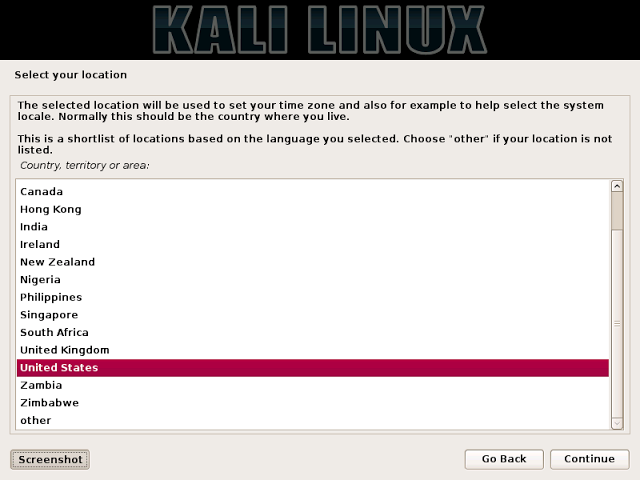 KALI LINUX
Select your location
The selected location will be used to set your time zone and also for example to help select the system
locale. Normally this should be the country where you live.
This is a shortlist of locations based on the language you selected. Choose "other" if your location is not
listed.
Country, territory or area:
Canada
Hong Kong
India
Ireland
New Zealand
Nigeria
Philippines
Singapore
South Africa
United Kingdom
United States
Zambia
Zimbabwe
other
Screenshot Go Back Continue